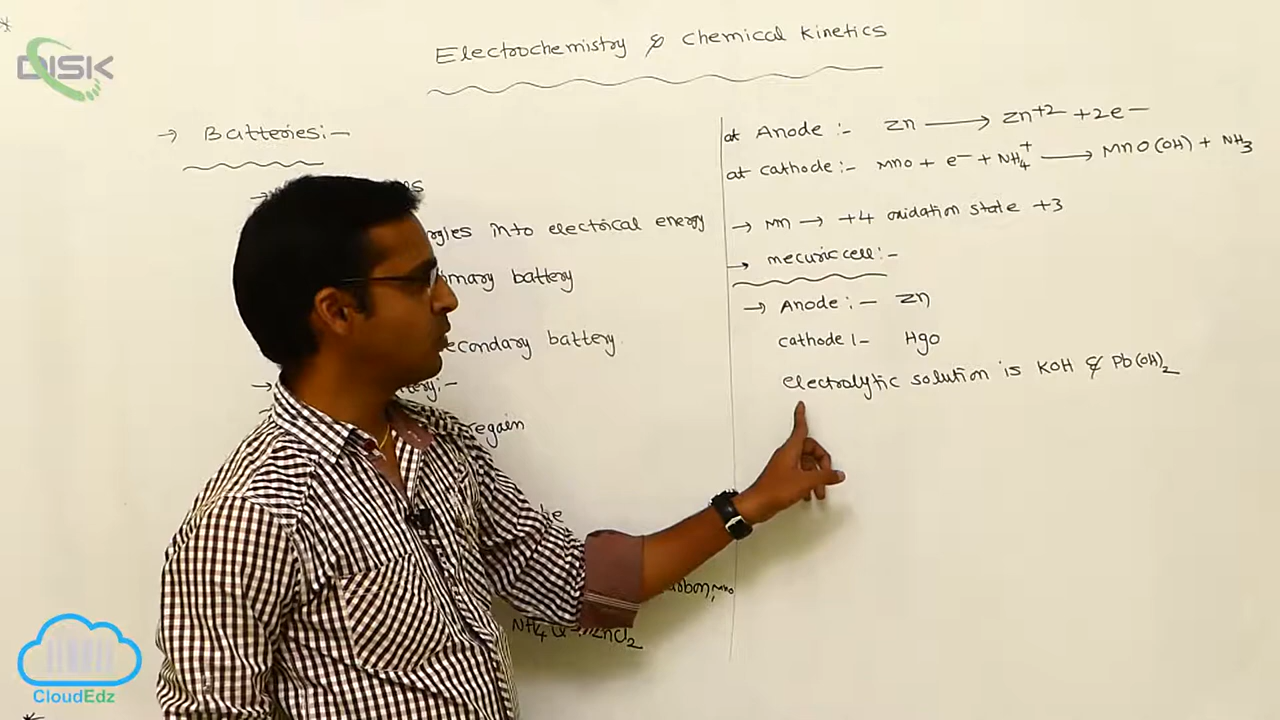 DISK
Electrochemistry & chemical kinetics
→ Batteries:-
into electrical energy
battery
secondary battery
regain
NH4Cl + ZnCl2
at Anode :- Zn → Zn+2 + 2e-
at cathode :- MnO + e- + NH4+ → MnO(OH) + NH3
→ Mn → +4 oxidation state +3
→ mecuric cell :-
→ Anode :- Zn
cathode :- Hgo
electrolytic solution is KOH & Pb(OH)2
CloudEdz